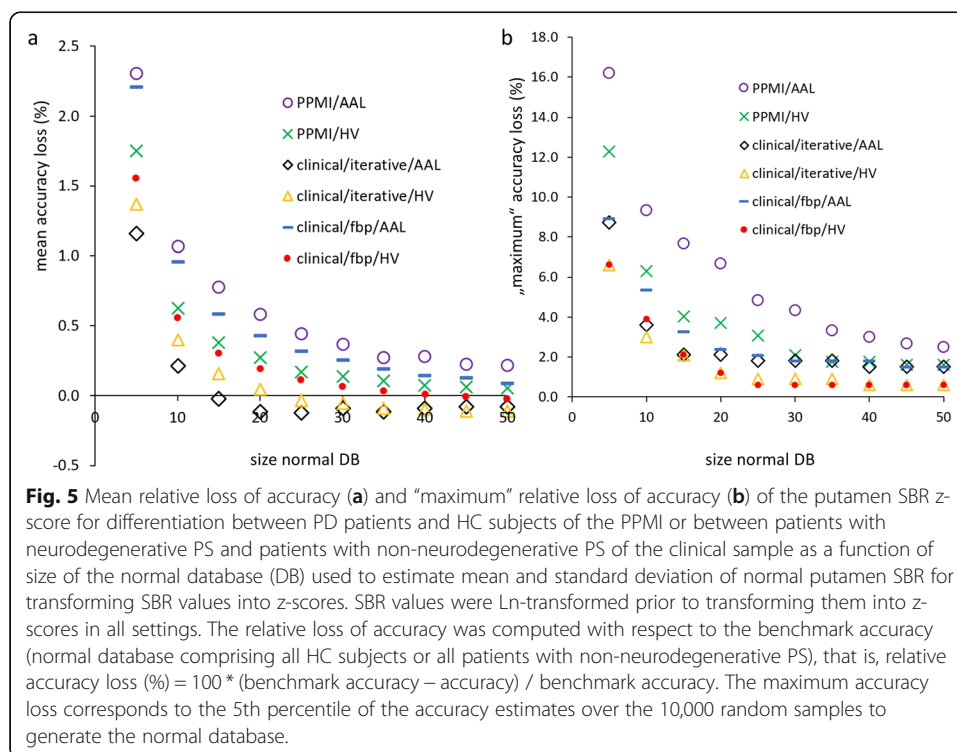 a
2.5
2.0
1.5
1.0
0.5
0.0
-0.5
mean accuracy loss (%)
0 10 20 30 40 50
size normal DB
PPMI/AAL
PPMI/HV
clinical/iterative/AAL
clinical/iterative/HV
clinical/fbp/AAL
clinical/fbp/HV
b
18.0
16.0
14.0
12.0
10.0
8.0
6.0
4.0
2.0
0.0
„maximum“ accuracy loss (%)
0 10 20 30 40 50
size normal DB
PPMI/AAL
PPMI/HV
clinical/iterative/AAL
clinical/iterative/HV
clinical/fbp/AAL
clinical/fbp/HV
Fig. 5 Mean relative loss of accuracy (a) and “maximum” relative loss of accuracy (b) of the putamen SBR z-
score for differentiation between PD patients and HC subjects of the PPMI or between patients with
neurodegenerative PS and patients with non-neurodegenerative PS of the clinical sample as a function of
size of the normal database (DB) used to estimate mean and standard deviation of normal putamen SBR for
transforming SBR values into z-scores. SBR values were Ln-transformed prior to transforming them into z-
scores in all settings. The relative loss of accuracy was computed with respect to the benchmark accuracy
(normal database comprising all HC subjects or all patients with non-neurodegenerative PS), that is, relative
accuracy loss (%) = 100 * (benchmark accuracy – accuracy) / benchmark accuracy. The maximum accuracy
loss corresponds to the 5th percentile of the accuracy estimates over the 10,000 random samples to
generate the normal database.